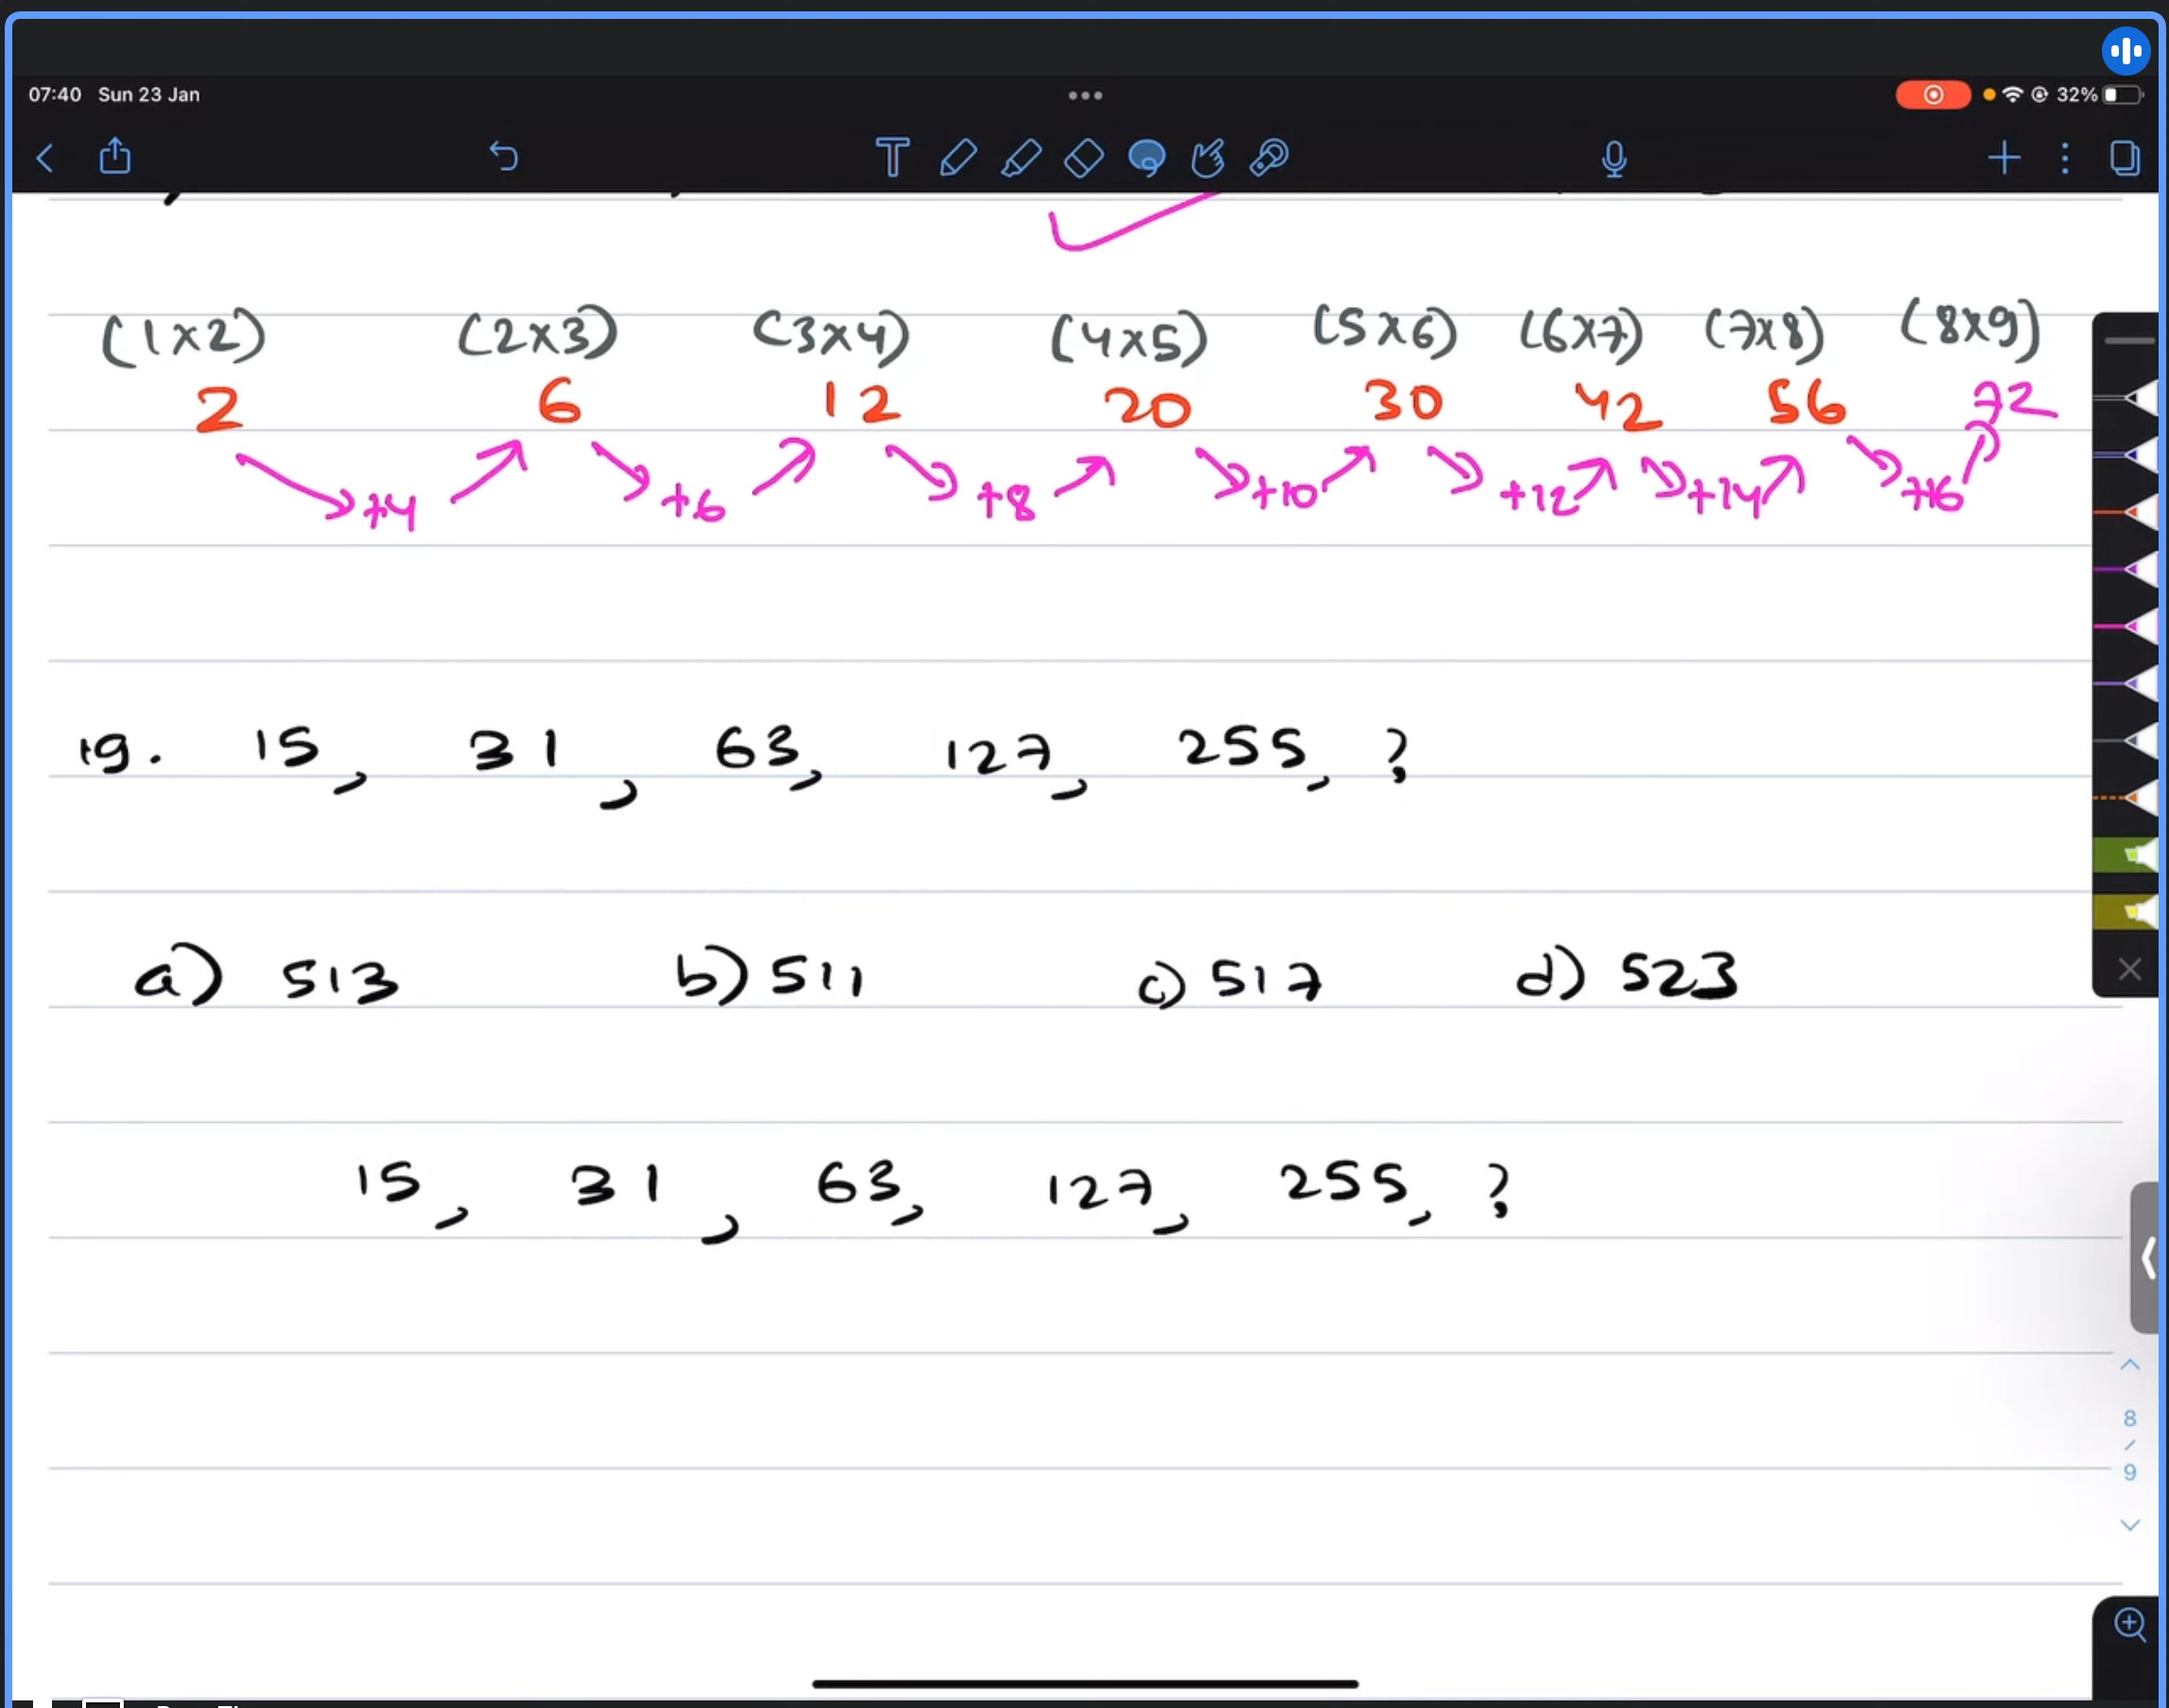 07:40 Sun 23 Jan
32%
T
(1x2) (2x3) (3x4) (4x5) (5x6) (6x7) (7x8) (8x9)
2 6 12 20 30 42 56 72
+4 +6 +8 +10 +12 +14 +16
19. 15, 31, 63, 127, 255, ?
a) 513 b) 511 c) 517 d) 523
15, 31, 63, 127, 255, ?
8
/
9